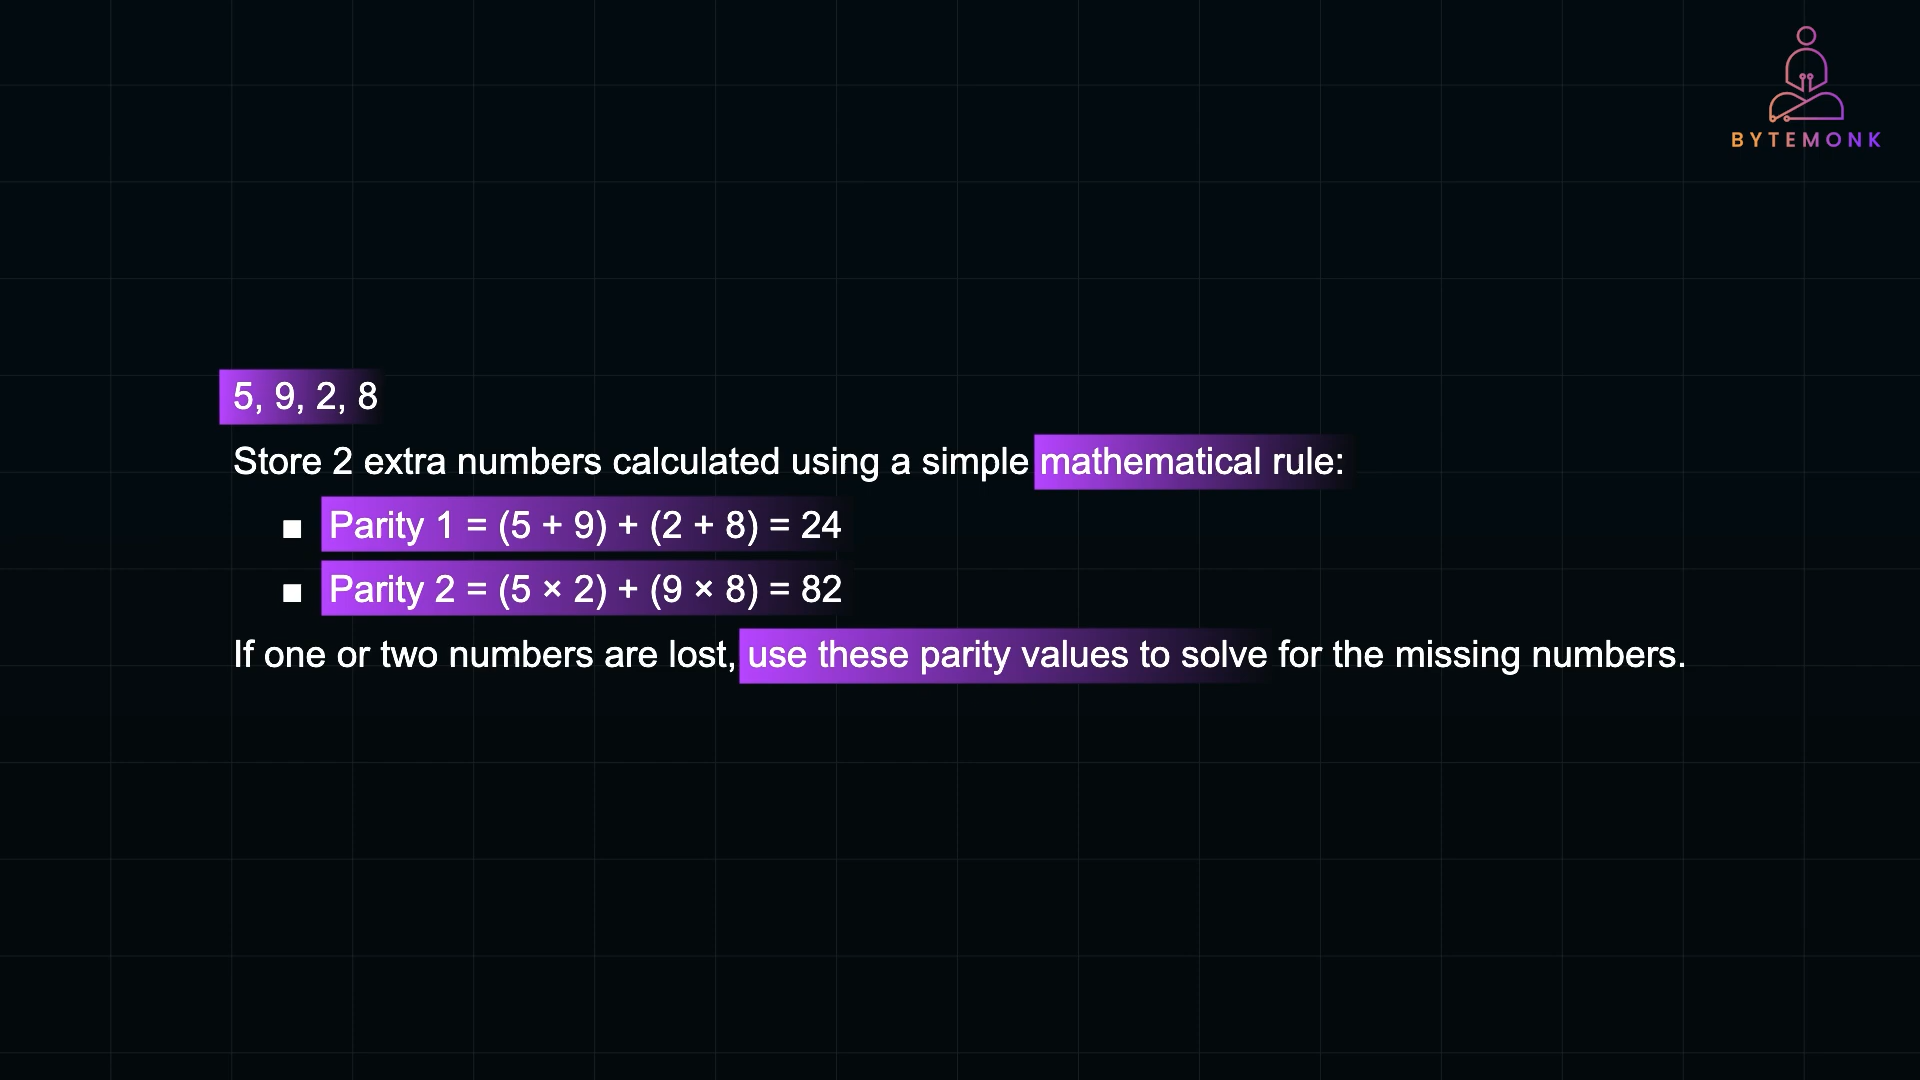 BYTEMONK
5, 9, 2, 8
Store 2 extra numbers calculated using a simple mathematical rule:
▪ Parity 1 = (5 + 9) + (2 + 8) = 24
▪ Parity 2 = (5 × 2) + (9 × 8) = 82
If one or two numbers are lost, use these parity values to solve for the missing numbers.